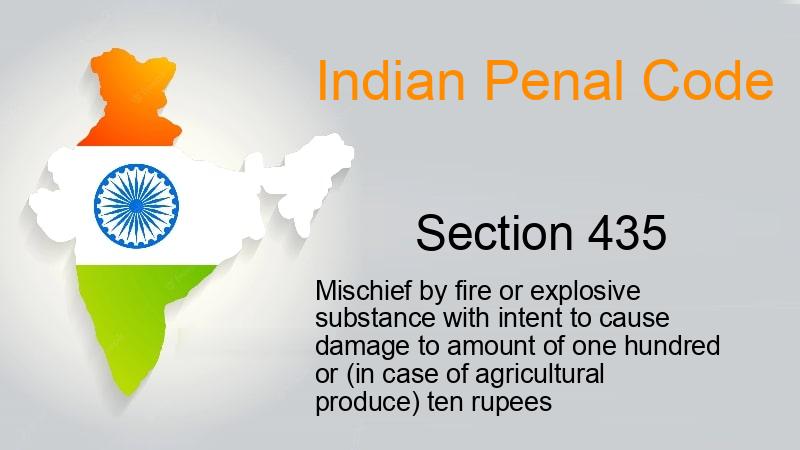 Indian Penal Code
Section 435
Mischief by fire or explosive
substance with intent to cause
damage to amount of one hundred
or (in case of agricultural
produce) ten rupees